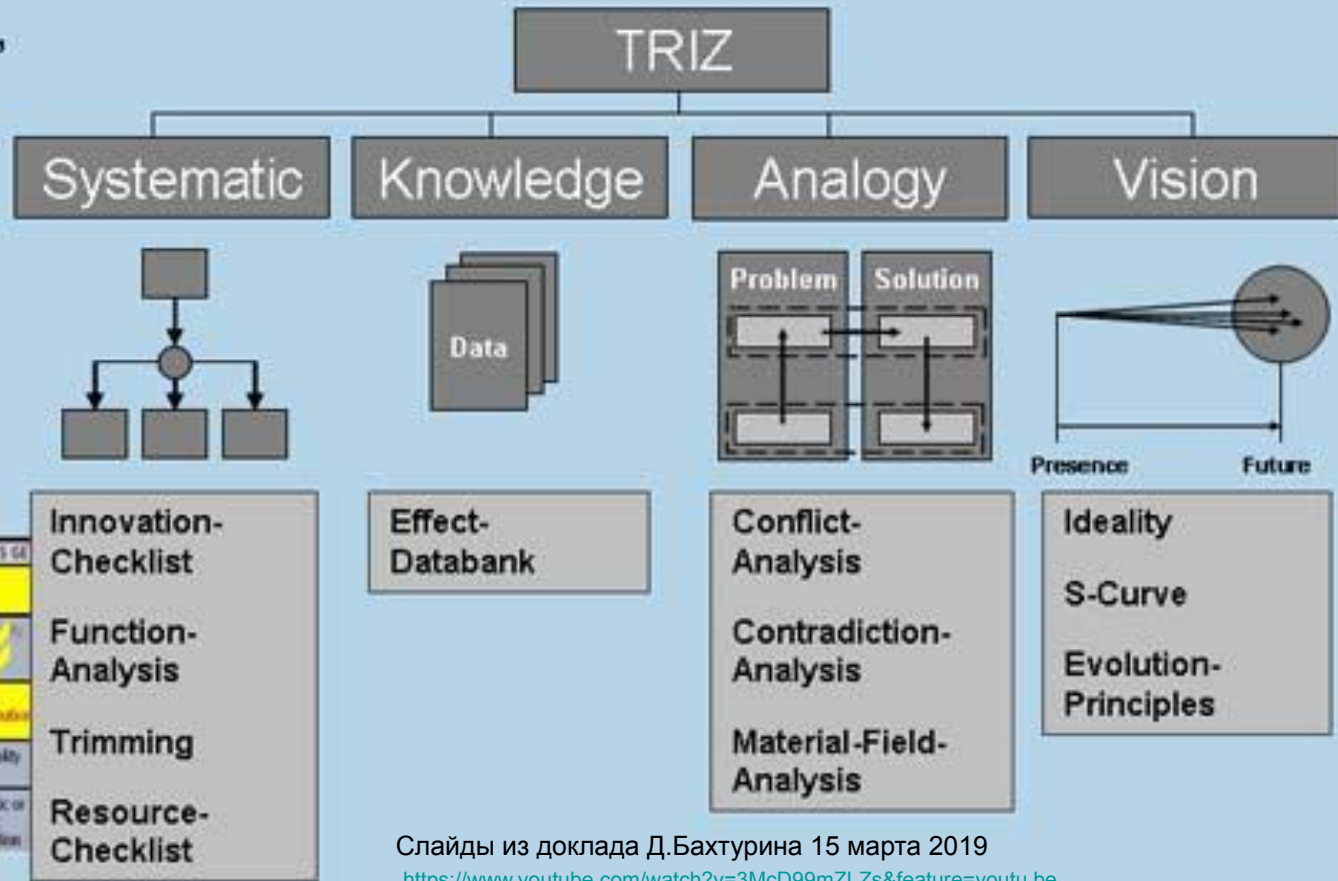 TRIZ
Systematic
Knowledge
Analogy
Vision
Data
Problem
Solution
Presence
Future
Innovation-
Checklist
Function-
Analysis
Trimming
Resource-
Checklist
Effect-
Databank
Conflict-
Analysis
Contradiction-
Analysis
Material-Field-
Analysis
Ideality
S-Curve
Evolution-
Principles
Слайды из доклада Д.Бахтурина 15 марта 2019